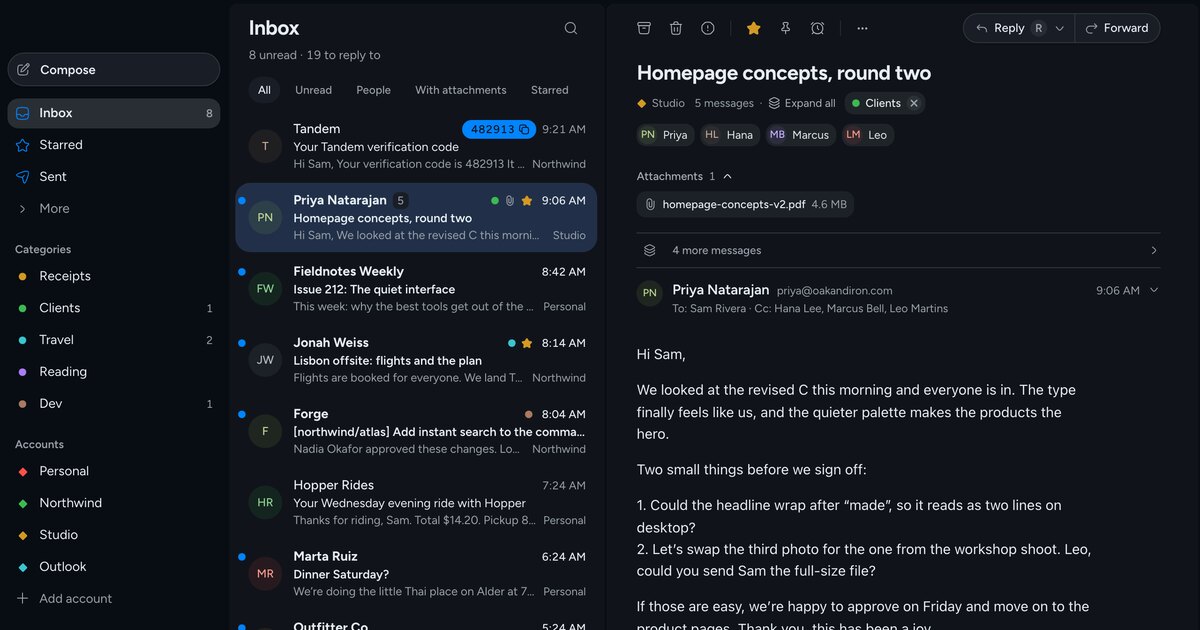 Compose
Inbox 8
Starred
Sent
More
Categories
Receipts
Clients 1
Travel 2
Reading
Dev 1
Accounts
Personal
Northwind
Studio
Outlook
Add account
Inbox
8 unread · 19 to reply to
All Unread People With attachments Starred
T
Tandem 482913 9:21 AM
Your Tandem verification code
Hi Sam, Your verification code is 482913 It ... Northwind
PN
Priya Natarajan 5 9:06 AM
Homepage concepts, round two
Hi Sam, We looked at the revised C this morni... Studio
FW
Fieldnotes Weekly 8:42 AM
Issue 212: The quiet interface
This week: why the best tools get out of the ... Personal
JW
Jonah Weiss 8:14 AM
Lisbon offsite: flights and the plan
Flights are booked for everyone. We land T... Northwind
F
Forge 8:04 AM
[northwind/atlas] Add instant search to the comma...
Nadia Okafor approved these changes. Lo... Northwind
HR
Hopper Rides 7:24 AM
Your Wednesday evening ride with Hopper
Thanks for riding, Sam. Total $14.20. Pickup 8... Personal
MR
Marta Ruiz 6:24 AM
Dinner Saturday?
We're doing the little Thai place on Alder at 7... Personal
Outfitter Co 5:24 AM
Reply R Forward
Homepage concepts, round two
Studio 5 messages · Expand all Clients
PN Priya HL Hana MB Marcus LM Leo
Attachments 1
homepage-concepts-v2.pdf 4.6 MB
4 more messages
PN
Priya Natarajan priya@oakandiron.com 9:06 AM
To: Sam Rivera · Cc: Hana Lee, Marcus Bell, Leo Martins
Hi Sam,
We looked at the revised C this morning and everyone is in. The type
finally feels like us, and the quieter palette makes the products the
hero.
Two small things before we sign off:
1. Could the headline wrap after “made”, so it reads as two lines on
desktop?
2. Let’s swap the third photo for the one from the workshop shoot. Leo,
could you send Sam the full-size file?
If those are easy, we’re happy to approve on Friday and move on to the
product pages. Thank you, this has been a joy.